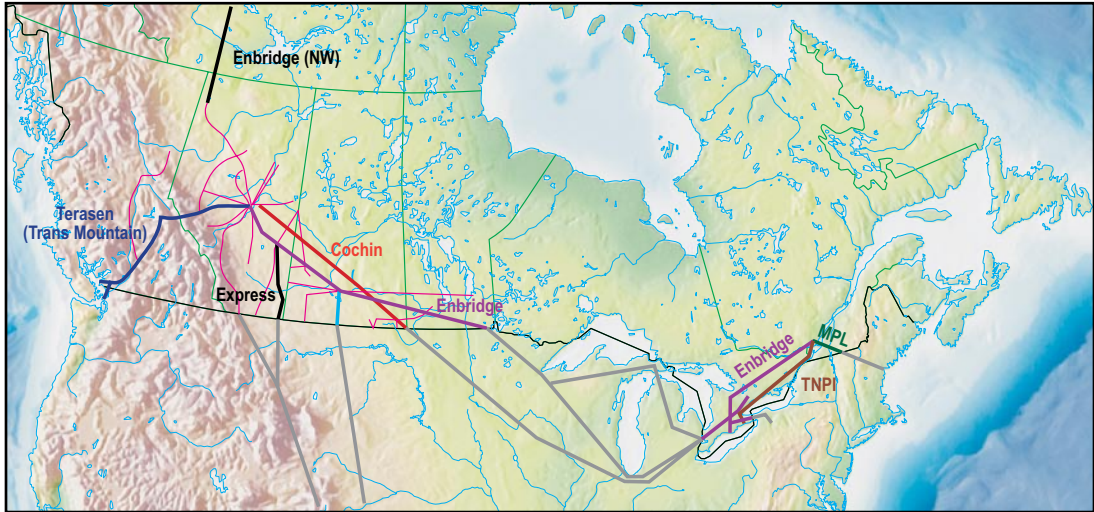 Enbridge (NW)
Terasen
(Trans Mountain)
Cochin
Express
Enbridge
MPL
Enbridge
TNPI